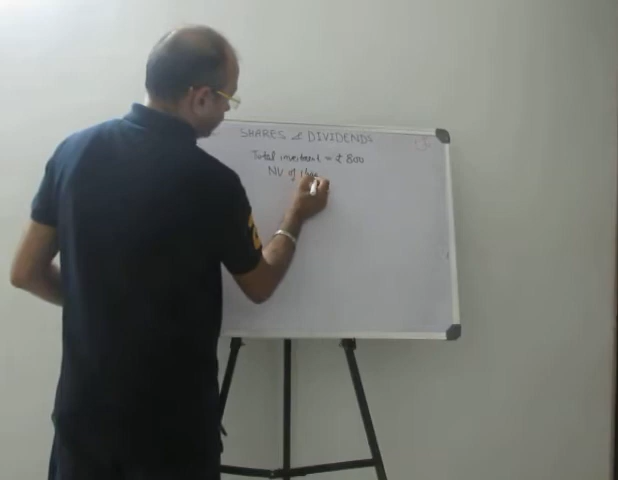 SHARES & DIVIDENDS
Total investment = ₹ 800
NV of